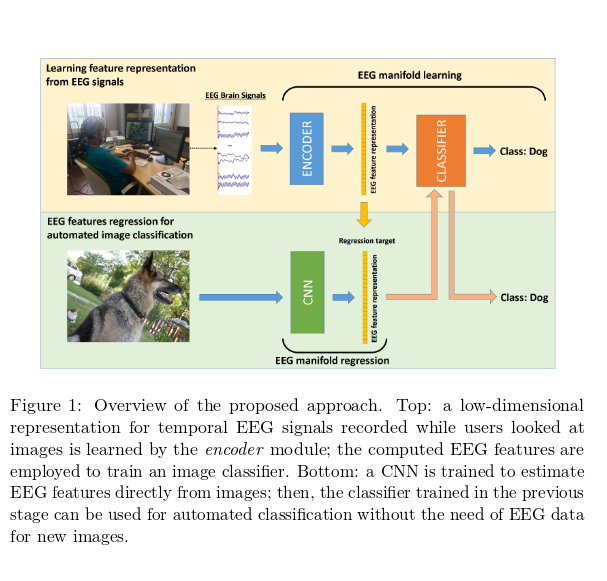 Learning feature representation
from EEG signals
EEG Brain Signals
...
EEG manifold learning
ENCODER
EEG feature representation
CLASSIFIER
Class: Dog
EEG features regression for
automated image classification
Regression target
CNN
EEG feature representation
Class: Dog
EEG manifold regression
Figure 1: Overview of the proposed approach. Top: a low-dimensional
representation for temporal EEG signals recorded while users looked at
images is learned by the encoder module; the computed EEG features are
employed to train an image classifier. Bottom: a CNN is trained to estimate
EEG features directly from images; then, the classifier trained in the previous
stage can be used for automated classification without the need of EEG data
for new images.